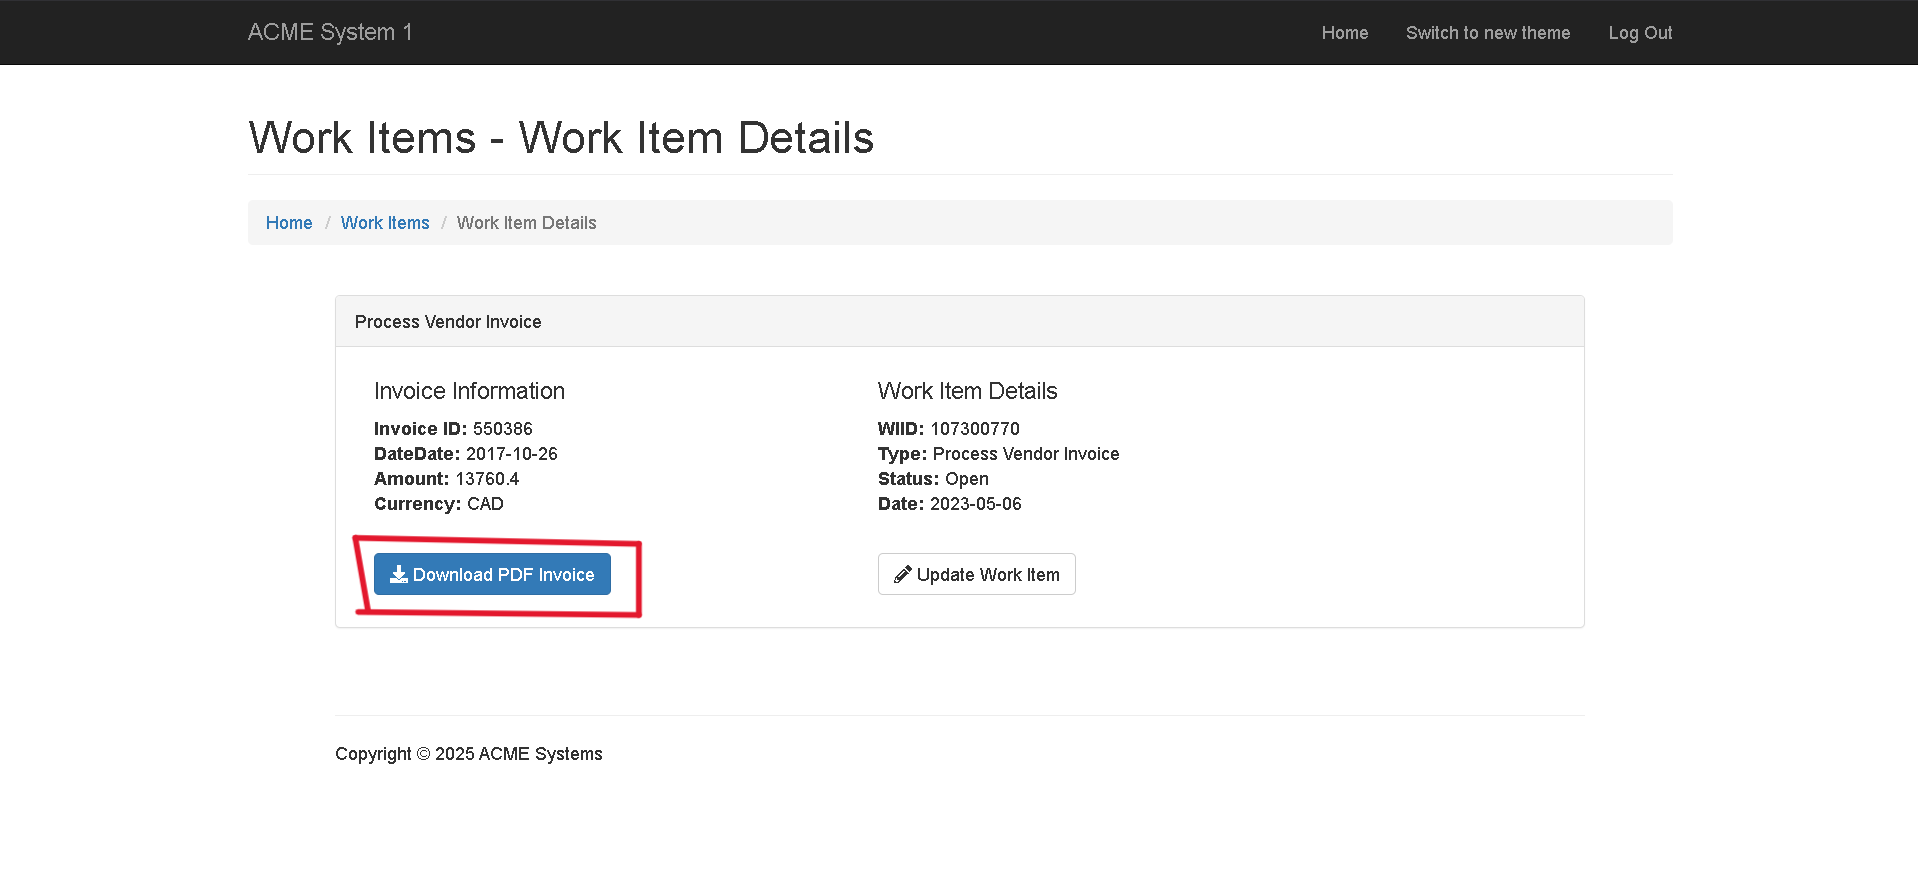 ACME System 1
Home
Switch to new theme
Log Out
Work Items - Work Item Details
Home / Work Items / Work Item Details
Process Vendor Invoice
Invoice Information
Invoice ID: 550386
DateDate: 2017-10-26
Amount: 13760.4
Currency: CAD
Download PDF Invoice
Work Item Details
WIID: 107300770
Type: Process Vendor Invoice
Status: Open
Date: 2023-05-06
Update Work Item
Copyright © 2025 ACME Systems